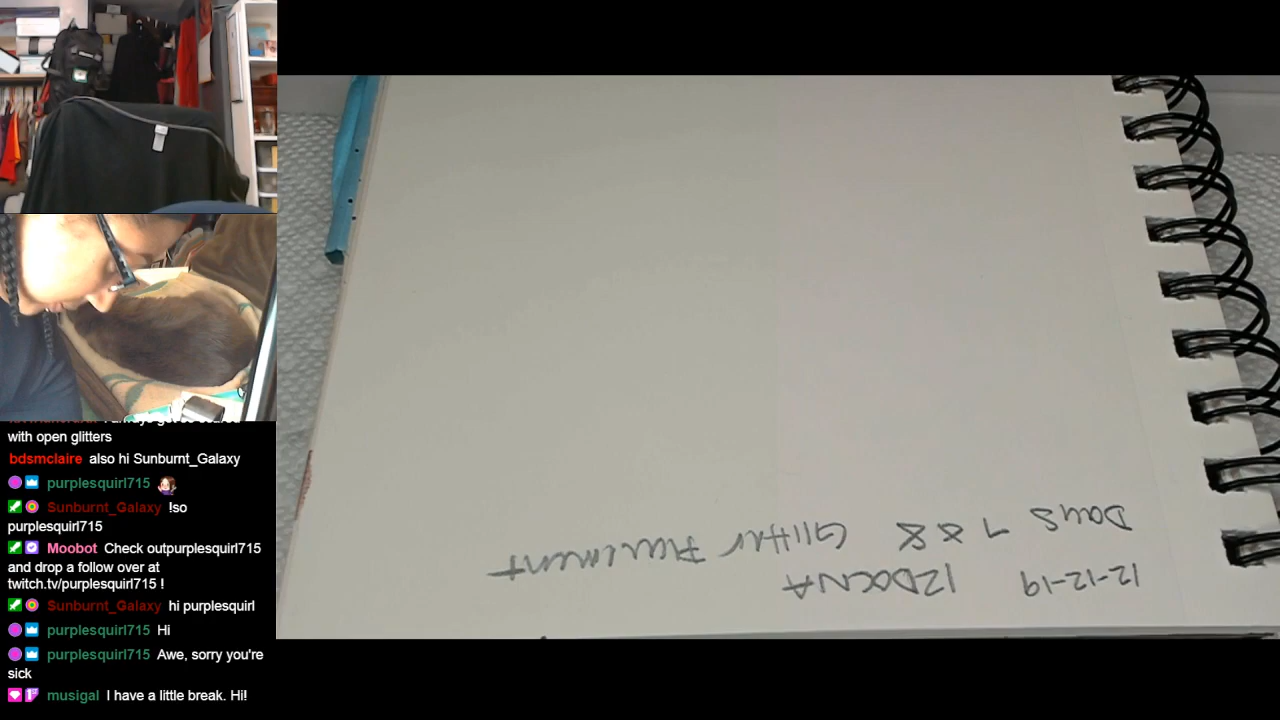 with open glitters
bdsmclaire also hi Sunburnt_Galaxy
purplesquirl715
Sunburnt_Galaxy !so
purplesquirl715
Moobot Check outpurplesquirl715
and drop a follow over at
twitch.tv/purplesquirl715 !
Sunburnt_Galaxy hi purplesquirl
purplesquirl715 Hi
purplesquirl715 Awe, sorry you're
sick
musigal I have a little break. Hi!
12-12-19 12DOCNA
Days 7 & 8 Glitter Placement